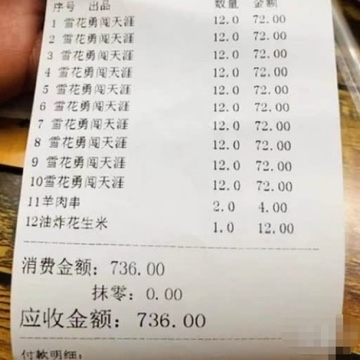 序号 出品 数量 金额
1 雪花勇闯天涯 12.0 72.00
2 雪花勇闯天涯 12.0 72.00
3 雪花勇闯天涯 12.0 72.00
4 雪花勇闯天涯 12.0 72.00
5 雪花勇闯天涯 12.0 72.00
6 雪花勇闯天涯 12.0 72.00
7 雪花勇闯天涯 12.0 72.00
8 雪花勇闯天涯 12.0 72.00
9 雪花勇闯天涯 12.0 72.00
10雪花勇闯天涯 12.0 72.00
11羊肉串 2.0 4.00
12油炸花生米 1.0 12.00
消费金额: 736.00
抹零: 0.00
应收金额: 736.00
付款明细: